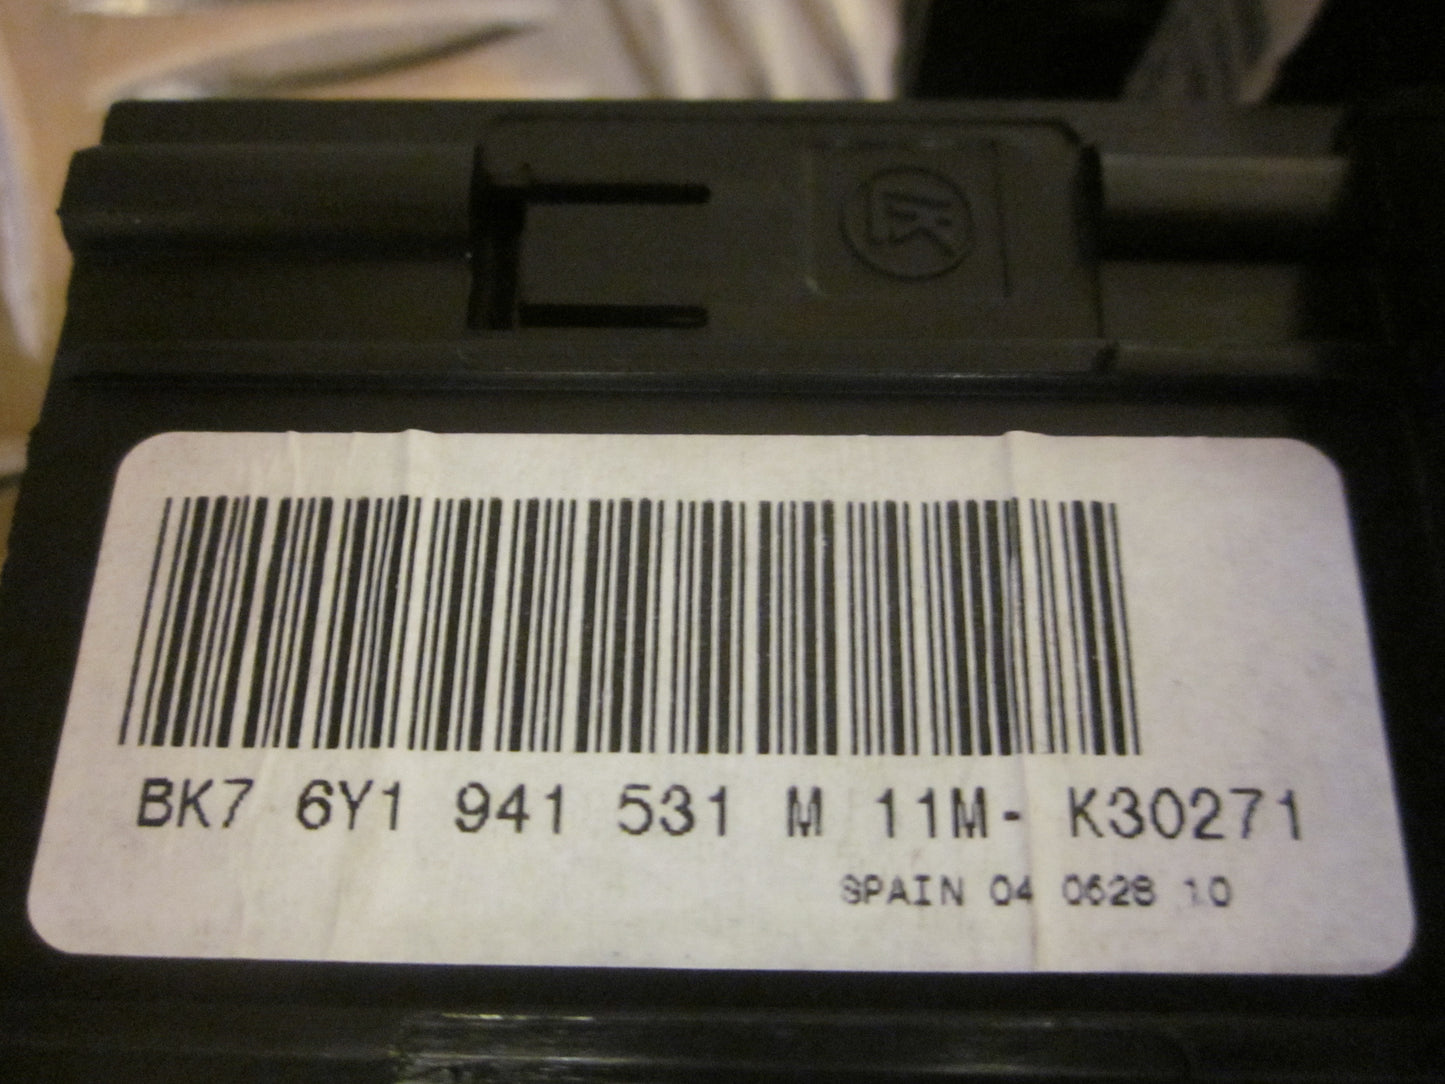 BK7 6Y1 941 531 M 11M- K30271
SPAIN 04 0628 10